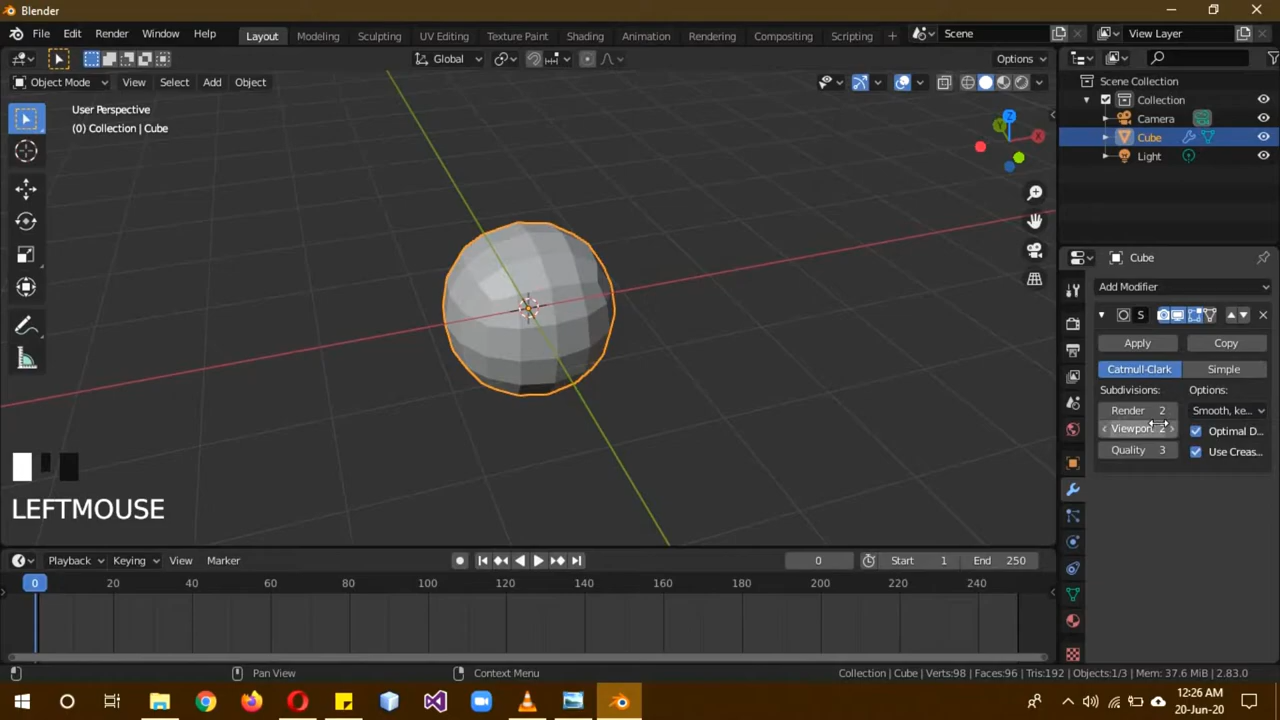 Blender
File Edit Render Window Help Layout Modeling Sculpting UV Editing Texture Paint Shading Animation Rendering Compositing Scripting Scene View Layer
Global Options
Object Mode View Select Add Object
User Perspective
(0) Collection | Cube
Scene Collection
Collection
Camera
Cube
Light
Cube
Add Modifier
S
Apply Copy
Catmull-Clark Simple
Subdivisions: Options:
Render 2 Smooth, ke...
Viewport 2 Optimal D...
Quality 3 Use Creas...
LEFTMOUSE
Playback Keying View Marker 0 Start 1 End 250
0 20 40 60 80 100 120 140 160 180 200 220 240
Pan View Context Menu Collection | Cube | Verts:98 | Faces:96 | Tris:192 | Objects:1/3 | Mem: 37.6 MiB | 2.83.0
12:26 AM
20-Jun-20